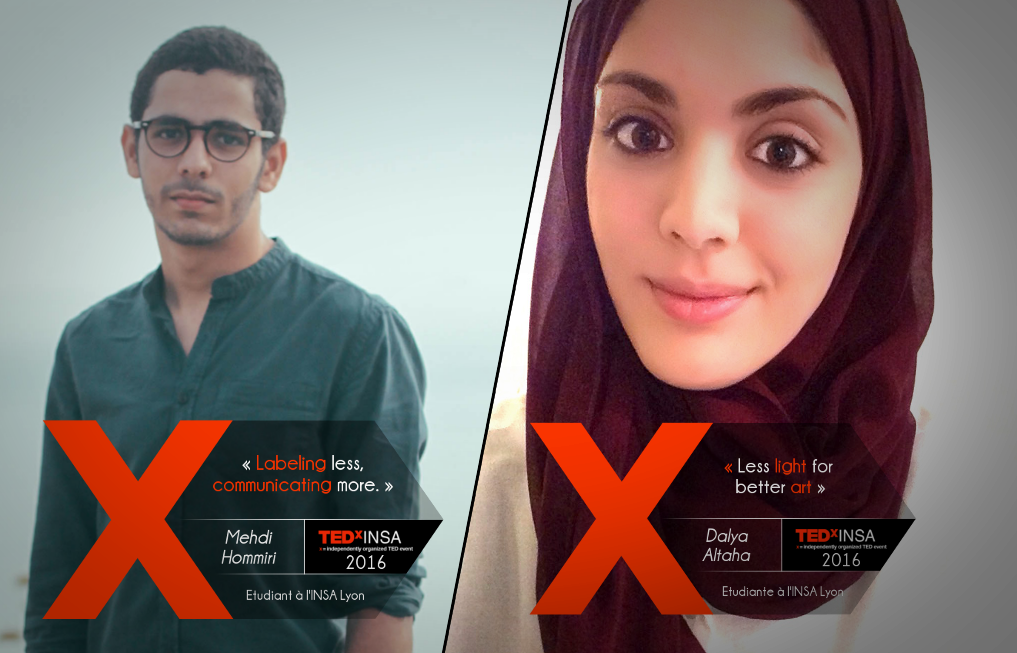 X
« Labeling less,
communicating more. »
Mehdi
Hommiri
TEDxINSA
x = independently organized TED event
2016
Etudiant à l'INSA Lyon
X
« Less light for
better art »
Dalya
Altaha
TEDxINSA
x = independently organized TED event
2016
Etudiante à l'INSA Lyon